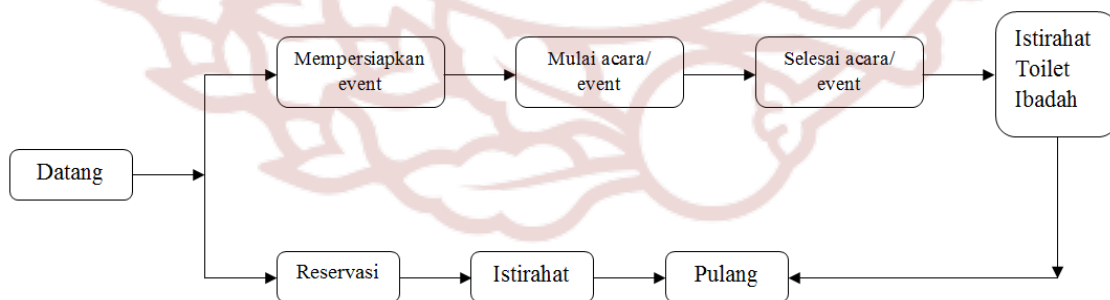 Mempersiapkan
event
Mulai acara/
event
Selesai acara/
event
Istirahat
Toilet
Ibadah
Datang
Reservasi
Istirahat
Pulang